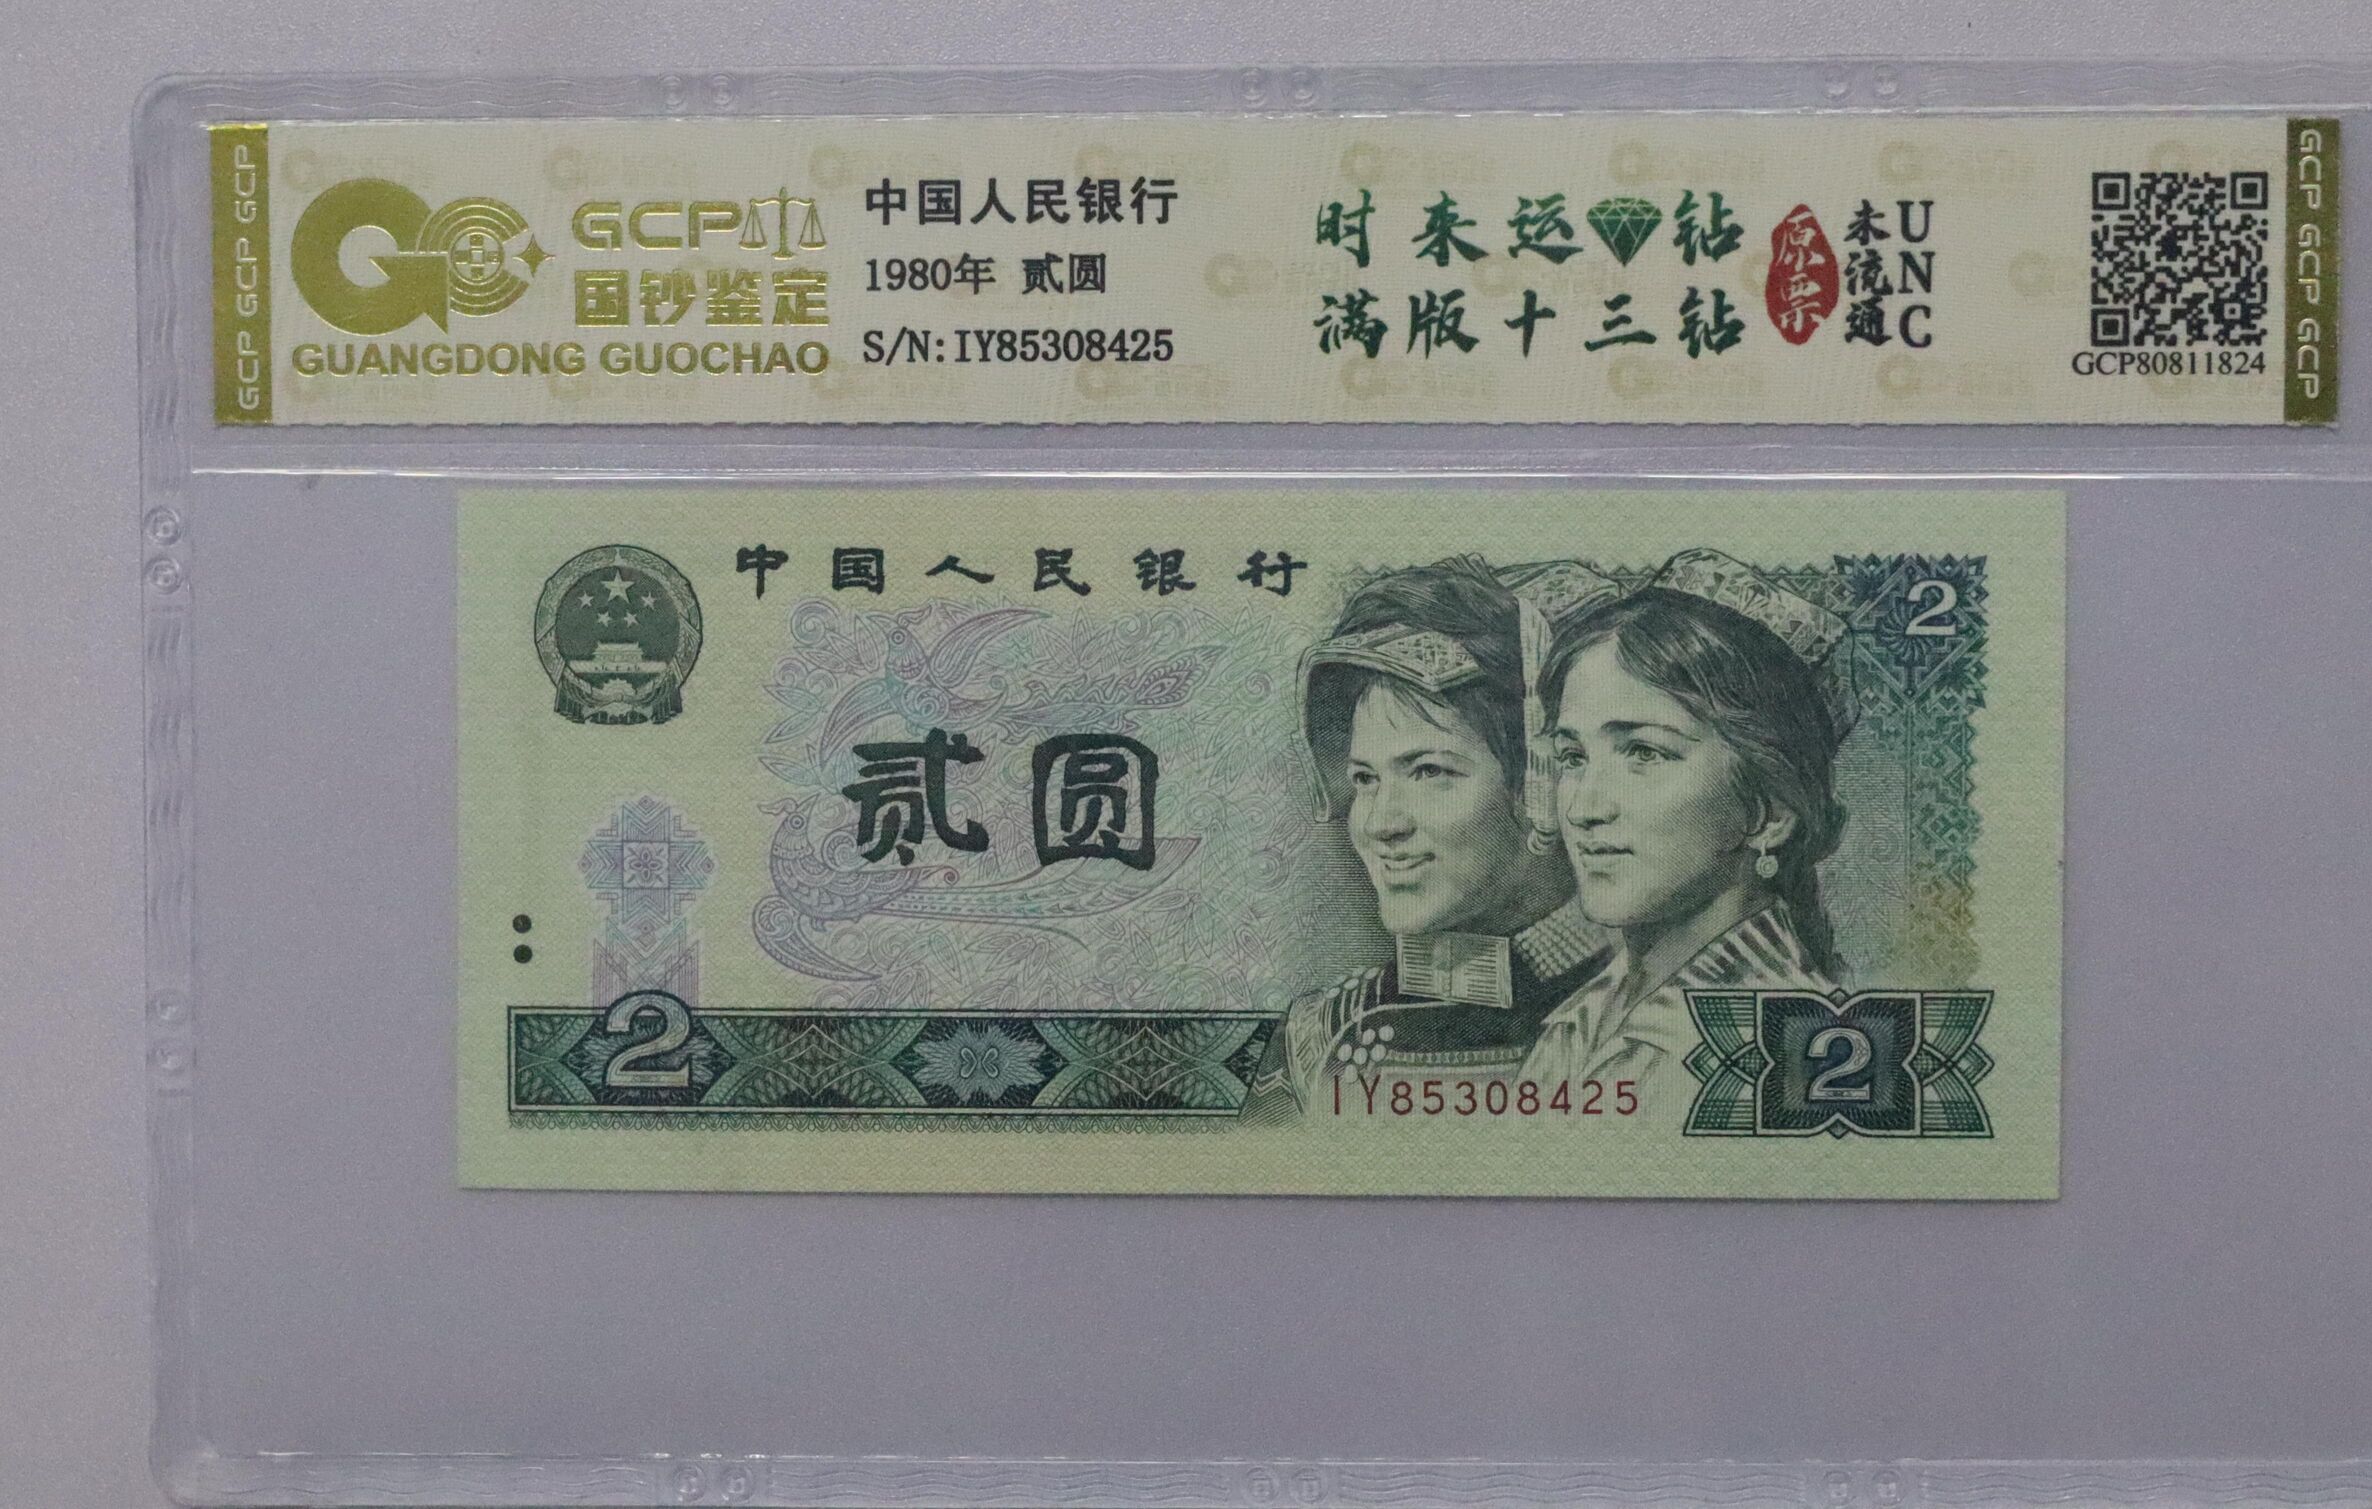 GCP GCP GCP
GCP
国钞鉴定
GUANGDONG GUOCHAO
中国人民银行
1980年 贰圆
S/N:IY85308425
时来运钻
满版十三钻
原票
未流通
UNC
GCP80811824
GCP GCP GCP
中国人民银行
2
贰圆
2
IY85308425
2